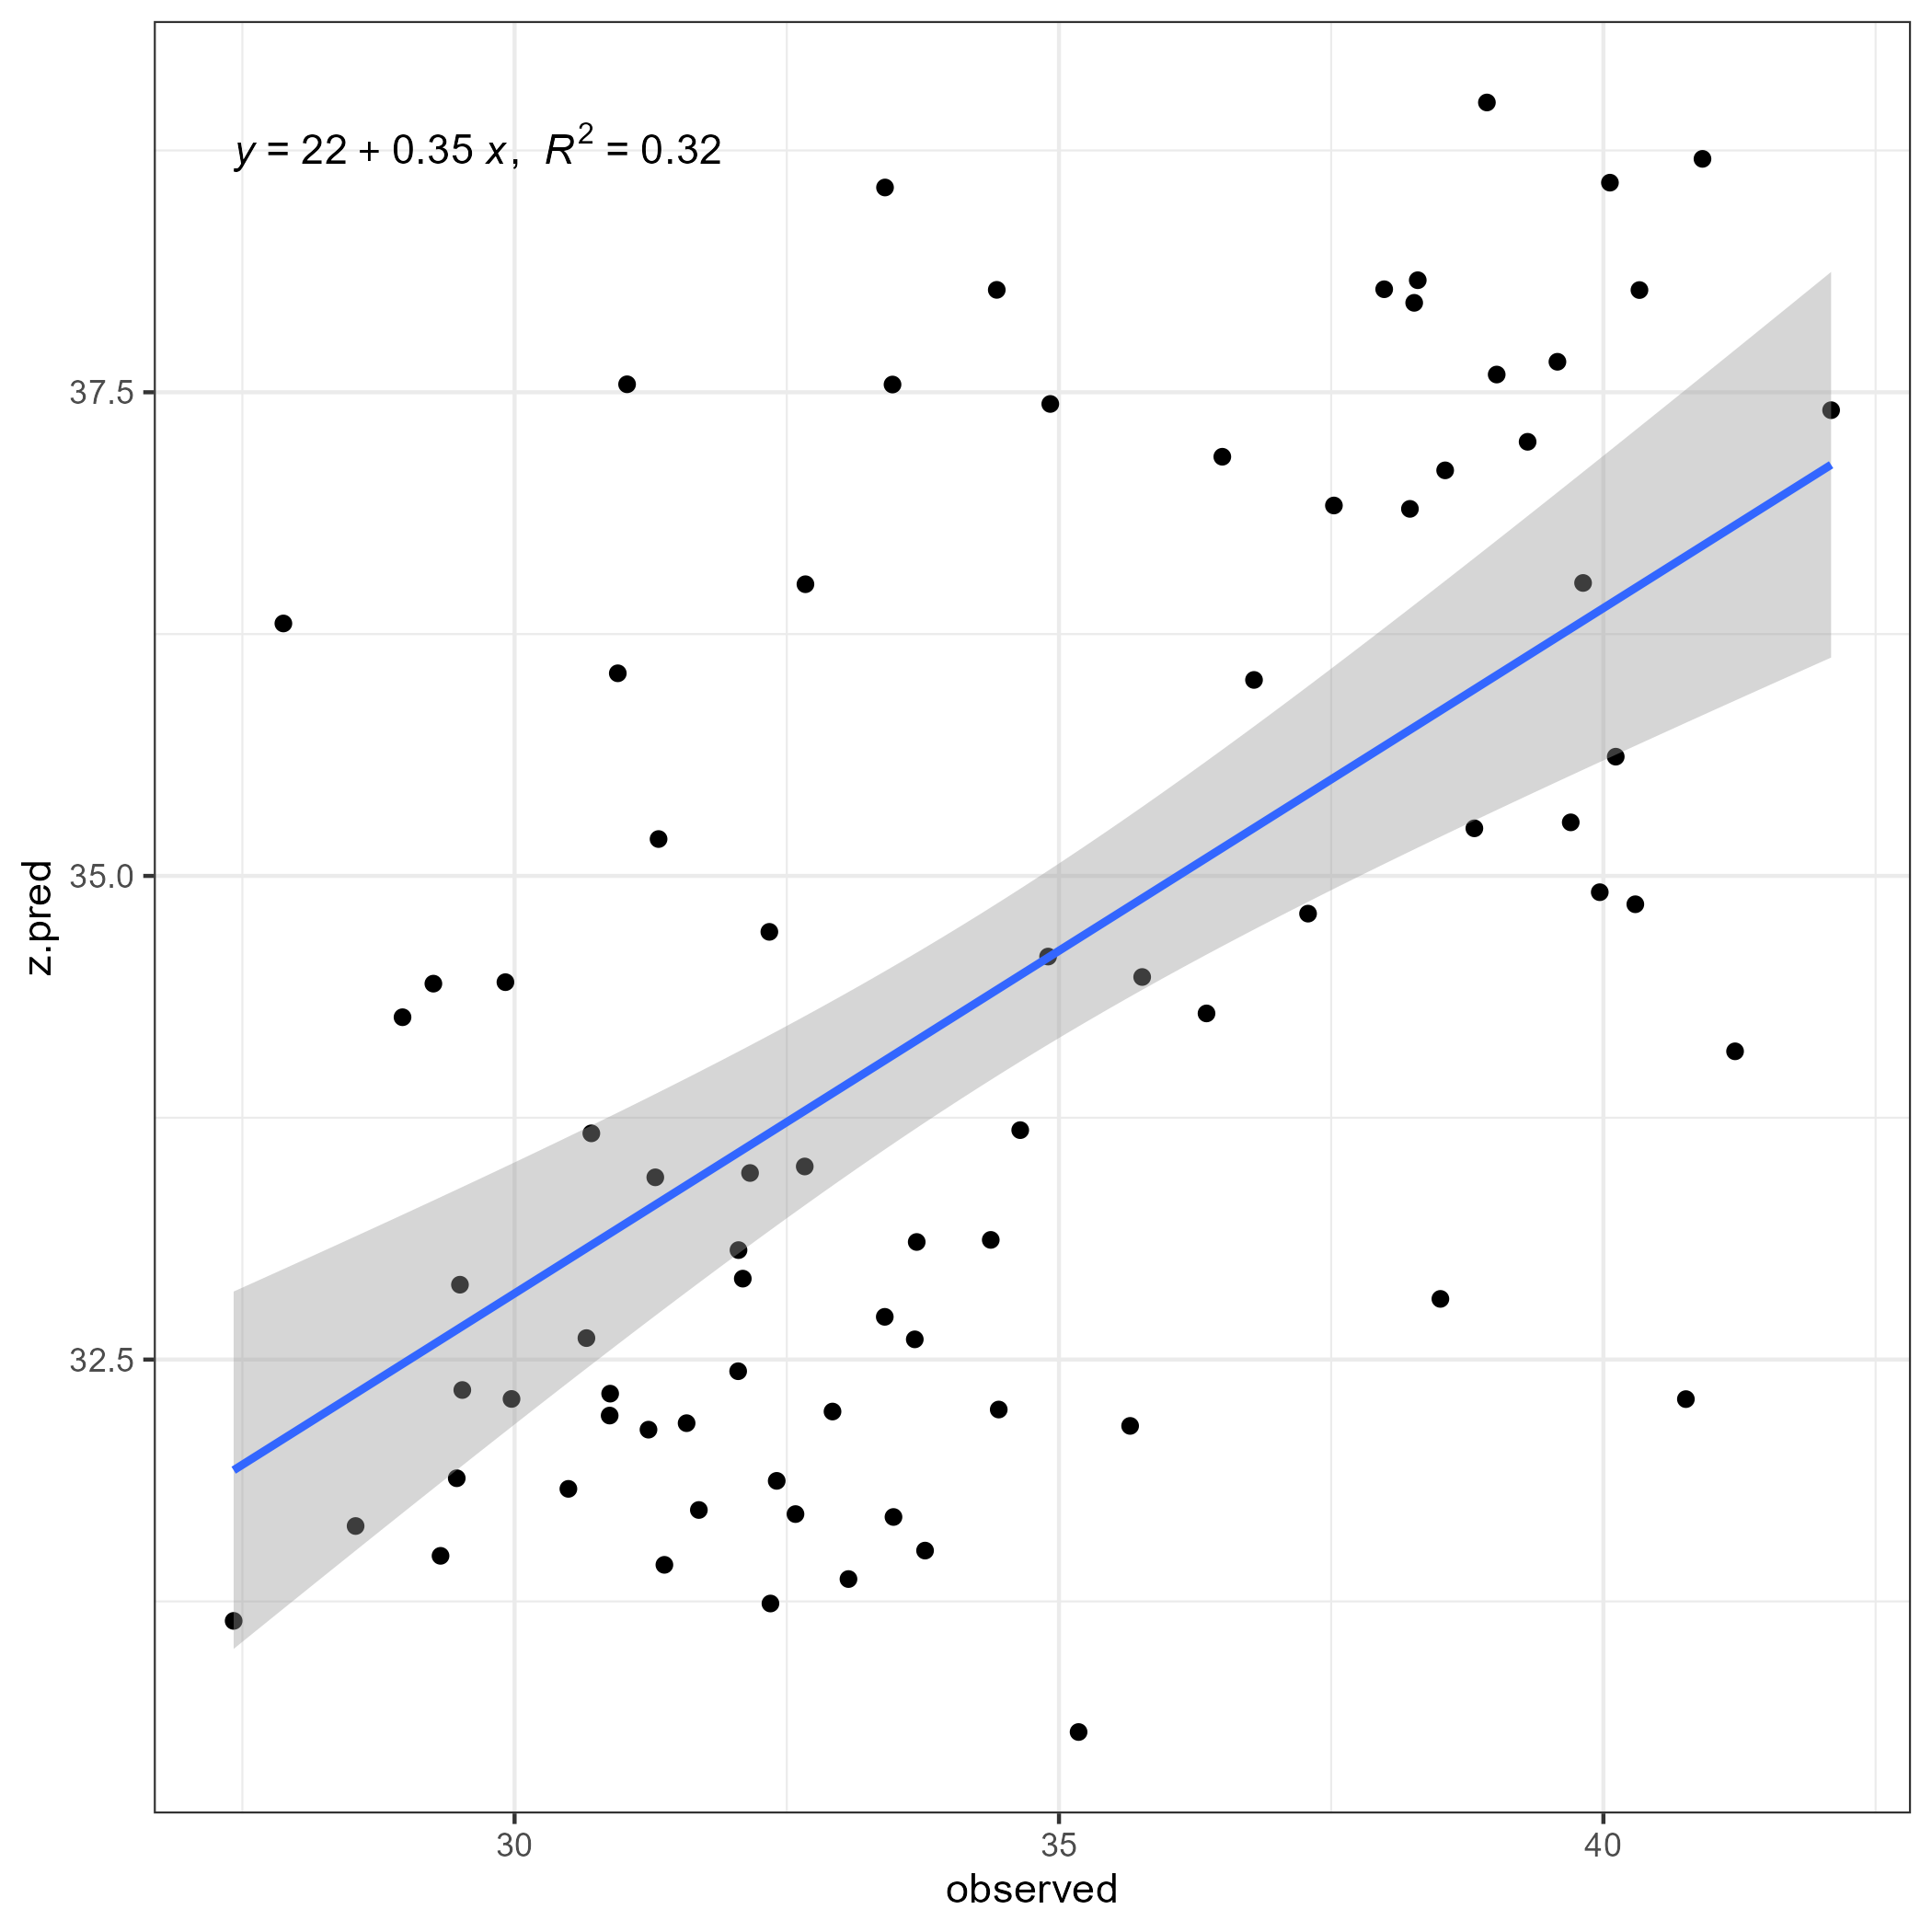 y = 22 + 0.35 x, R² = 0.32
37.5
35.0
32.5
z.pred
30 35 40
observed